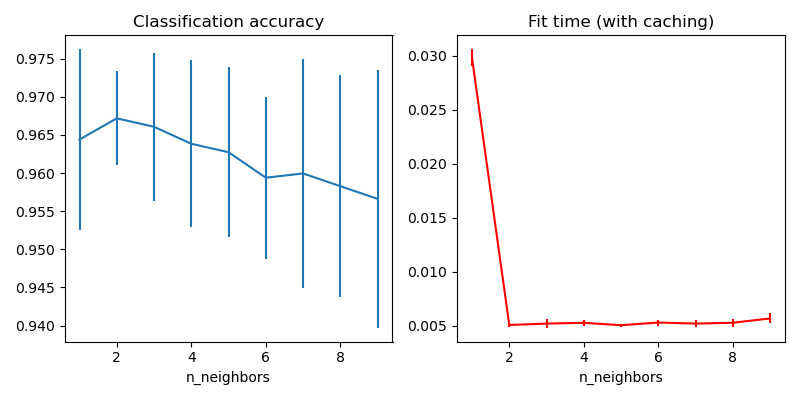 Classification accuracy
0.975
0.970
0.965
0.960
0.955
0.950
0.945
0.940
2 4 6 8
n_neighbors
Fit time (with caching)
0.030
0.025
0.020
0.015
0.010
0.005
2 4 6 8
n_neighbors